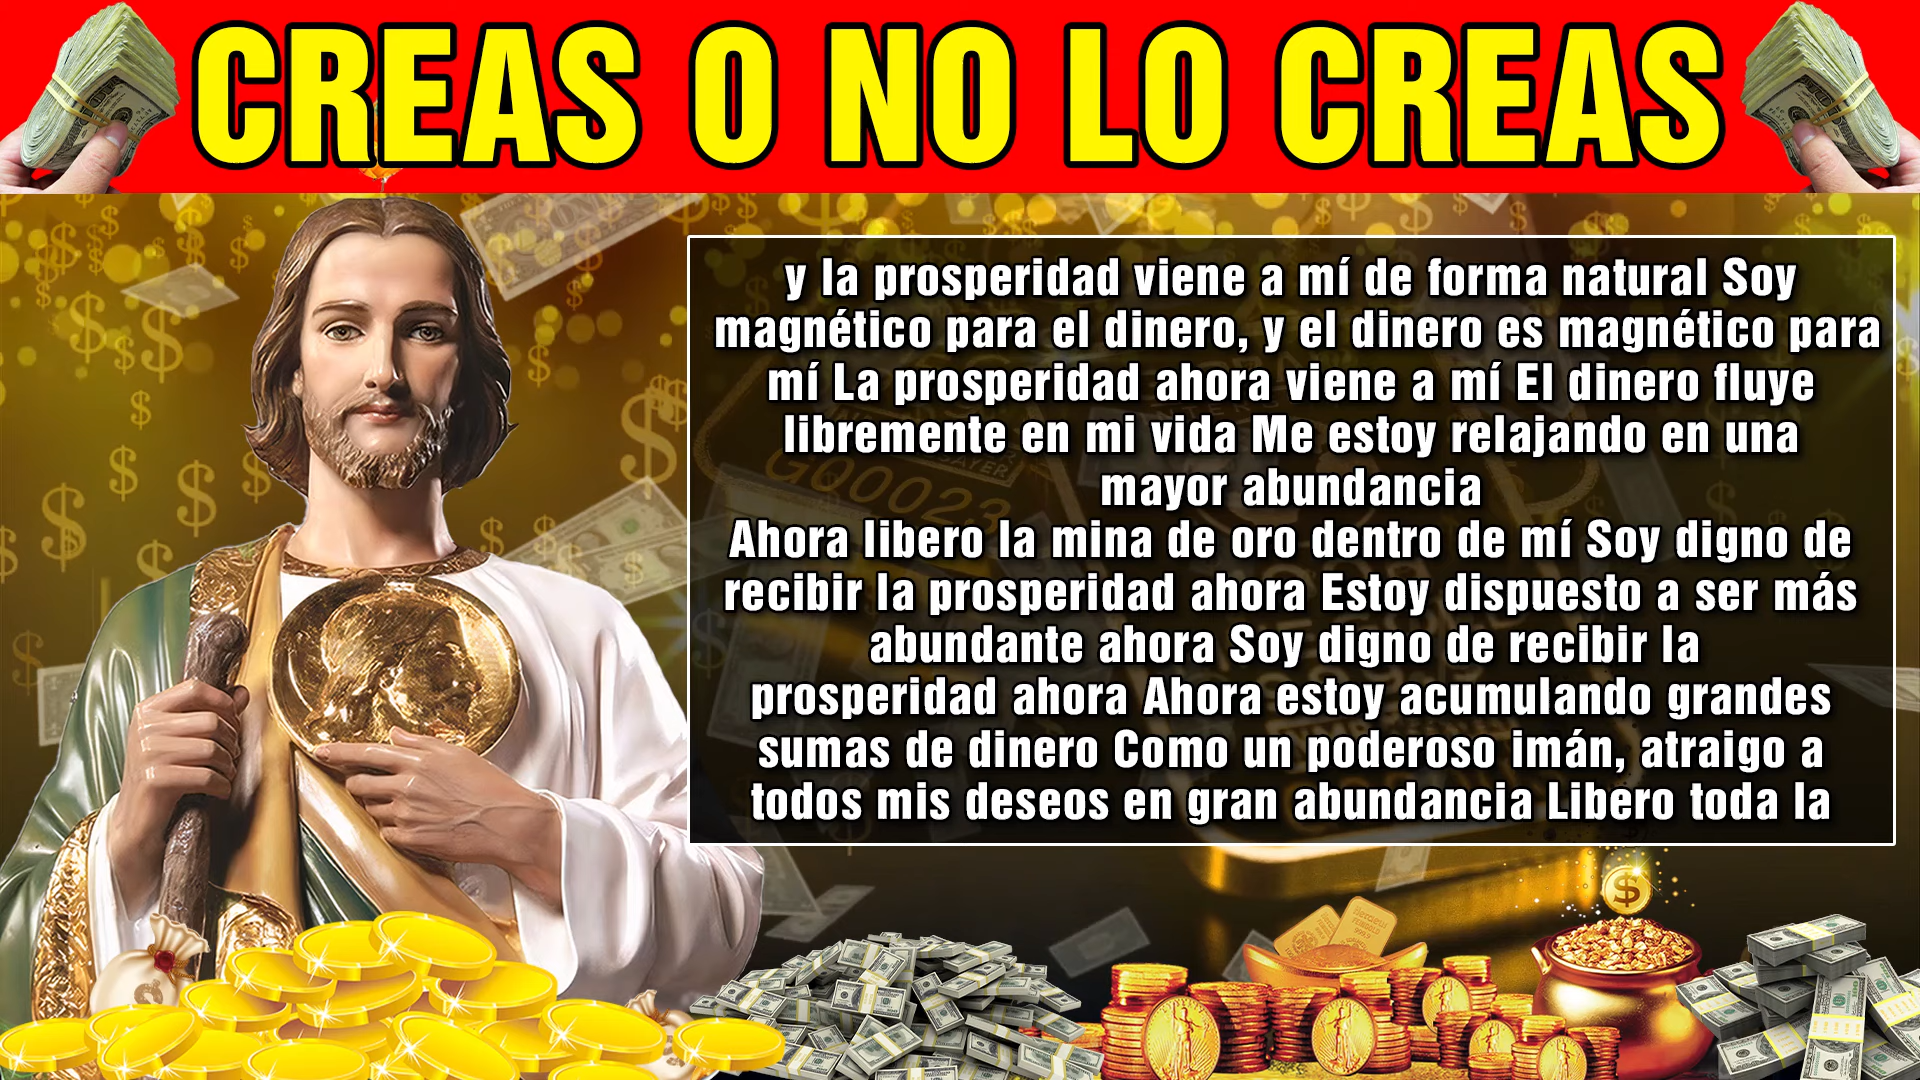 CREAS O NO LO CREAS
y la prosperidad viene a mí de forma natural Soy
magnético para el dinero, y el dinero es magnético para
mí La prosperidad ahora viene a mí El dinero fluye
libremente en mi vida Me estoy relajando en una
mayor abundancia
Ahora libero la mina de oro dentro de mí Soy digno de
recibir la prosperidad ahora Estoy dispuesto a ser más
abundante ahora Soy digno de recibir la
prosperidad ahora Ahora estoy acumulando grandes
sumas de dinero Como un poderoso imán, atraigo a
todos mis deseos en gran abundancia Libero toda la
G00023